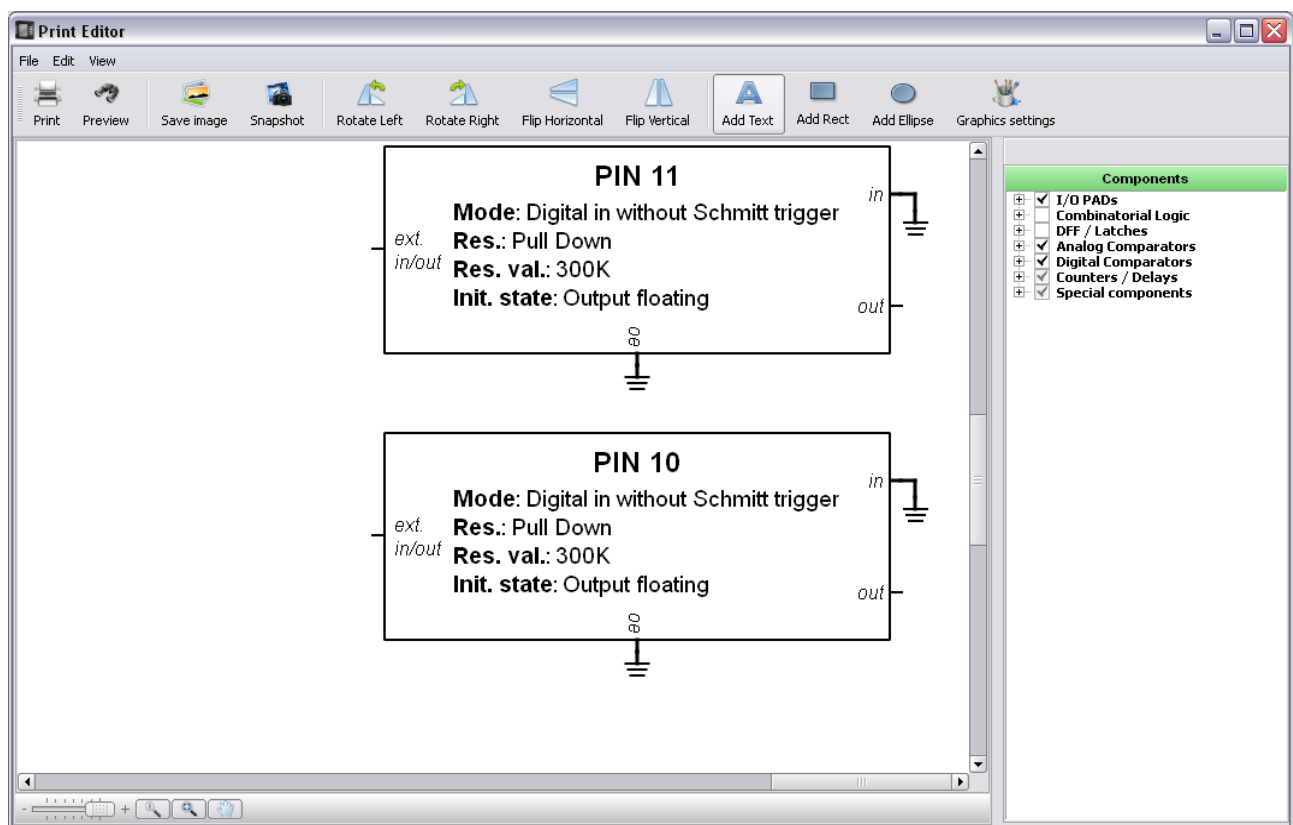 Print Editor
File Edit View
Print Preview Save image Snapshot Rotate Left Rotate Right Flip Horizontal Flip Vertical Add Text Add Rect Add Ellipse Graphics settings
PIN 11
Mode: Digital in without Schmitt trigger
Res.: Pull Down
Res. val.: 300K
Init. state: Output floating
ext.
in/out
in
out
oe
PIN 10
Mode: Digital in without Schmitt trigger
Res.: Pull Down
Res. val.: 300K
Init. state: Output floating
ext.
in/out
in
out
oe
Components
I/O PADs
Combinatorial Logic
DFF / Latches
Analog Comparators
Digital Comparators
Counters / Delays
Special components
- +